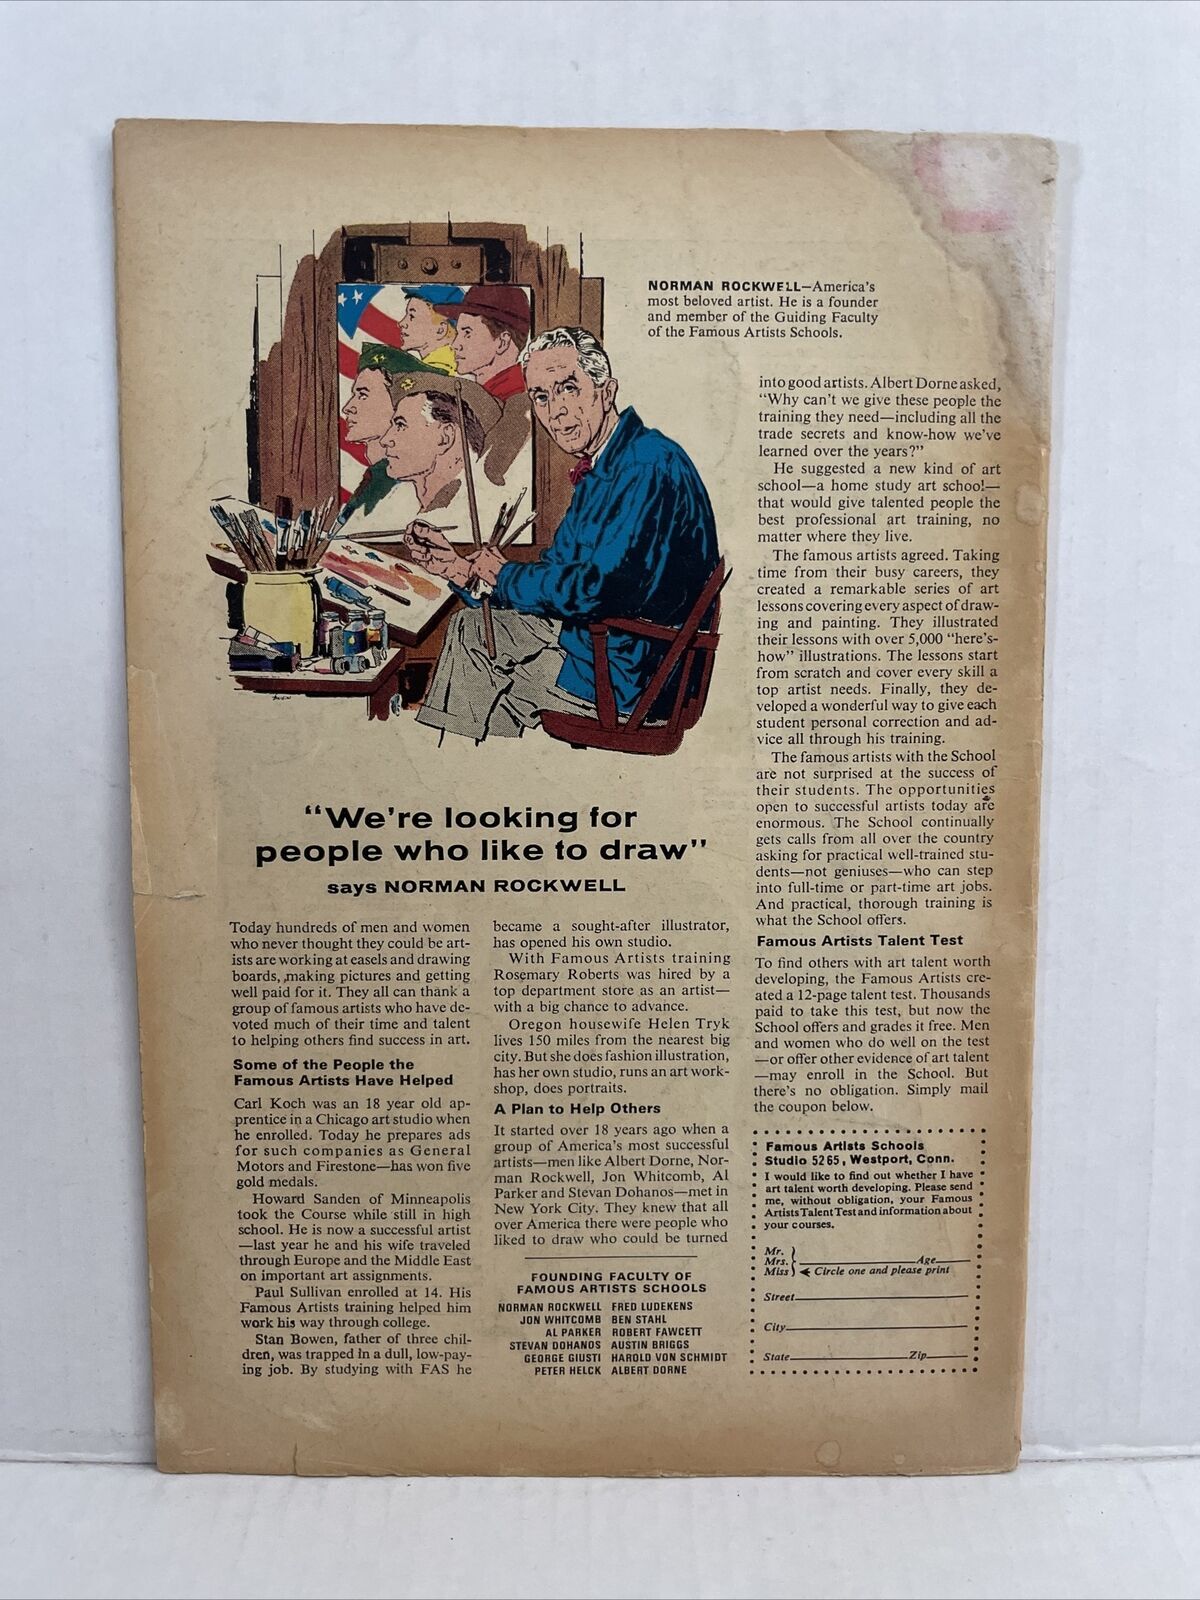 NORMAN ROCKWELL—America's
most beloved artist. He is a founder
and member of the Guiding Faculty
of the Famous Artists Schools.
"We're looking for
people who like to draw"
says NORMAN ROCKWELL
Today hundreds of men and women
who never thought they could be art-
ists are working at easels and drawing
boards, making pictures and getting
well paid for it. They all can thank a
group of famous artists who have de-
voted much of their time and talent
to helping others find success in art.
Some of the People the
Famous Artists Have Helped
Carl Koch was an 18 year old ap-
prentice in a Chicago art studio when
he enrolled. Today he prepares ads
for such companies as General
Motors and Firestone—has won five
gold medals.
Howard Sanden of Minneapolis
took the Course while still in high
school. He is now a successful artist
—last year he and his wife traveled
through Europe and the Middle East
on important art assignments.
Paul Sullivan enrolled at 14. His
Famous Artists training helped him
work his way through college.
Stan Bowen, father of three chil-
dren, was trapped in a dull, low-pay-
ing job. By studying with FAS he
became a sought-after illustrator,
has opened his own studio.
With Famous Artists training
Rosemary Roberts was hired by a
top department store as an artist—
with a big chance to advance.
Oregon housewife Helen Tryk
lives 150 miles from the nearest big
city. But she does fashion illustration,
has her own studio, runs an art work-
shop, does portraits.
A Plan to Help Others
It started over 18 years ago when a
group of America's most successful
artists—men like Albert Dorne, Nor-
man Rockwell, Jon Whitcomb, Al
Parker and Stevan Dohanos—met in
New York City. They knew that all
over America there were people who
liked to draw who could be turned
FOUNDING FACULTY OF
FAMOUS ARTISTS SCHOOLS
NORMAN ROCKWELL FRED LUDEKENS
JON WHITCOMB BEN STAHL
AL PARKER ROBERT FAWCETT
STEVAN DOHANOS AUSTIN BRIGGS
GEORGE GIUSTI HAROLD VON SCHMIDT
PETER HELCK ALBERT DORNE
into good artists. Albert Dorne asked,
"Why can't we give these people the
training they need—including all the
trade secrets and know-how we've
learned over the years?"
He suggested a new kind of art
school—a home study art school—
that would give talented people the
best professional art training, no
matter where they live.
The famous artists agreed. Taking
time from their busy careers, they
created a remarkable series of art
lessons covering every aspect of draw-
ing and painting. They illustrated
their lessons with over 5,000 "here's-
how" illustrations. The lessons start
from scratch and cover every skill a
top artist needs. Finally, they de-
veloped a wonderful way to give each
student personal correction and ad-
vice all through his training.
The famous artists with the School
are not surprised at the success of
their students. The opportunities
open to successful artists today are
enormous. The School continually
gets calls from all over the country
asking for practical well-trained stu-
dents—not geniuses—who can step
into full-time or part-time art jobs.
And practical, thorough training is
what the School offers.
Famous Artists Talent Test
To find others with art talent worth
developing, the Famous Artists cre-
ated a 12-page talent test. Thousands
paid to take this test, but now the
School offers and grades it free. Men
and women who do well on the test
—or offer other evidence of art talent
—may enroll in the School. But
there's no obligation. Simply mail
the coupon below.
Famous Artists Schools
Studio 5265, Westport, Conn.
I would like to find out whether I have
art talent worth developing. Please send
me, without obligation, your Famous
Artists Talent Test and information about
your courses.
Mr.
Mrs. Age
Miss Circle one and please print
Street
City
State Zip